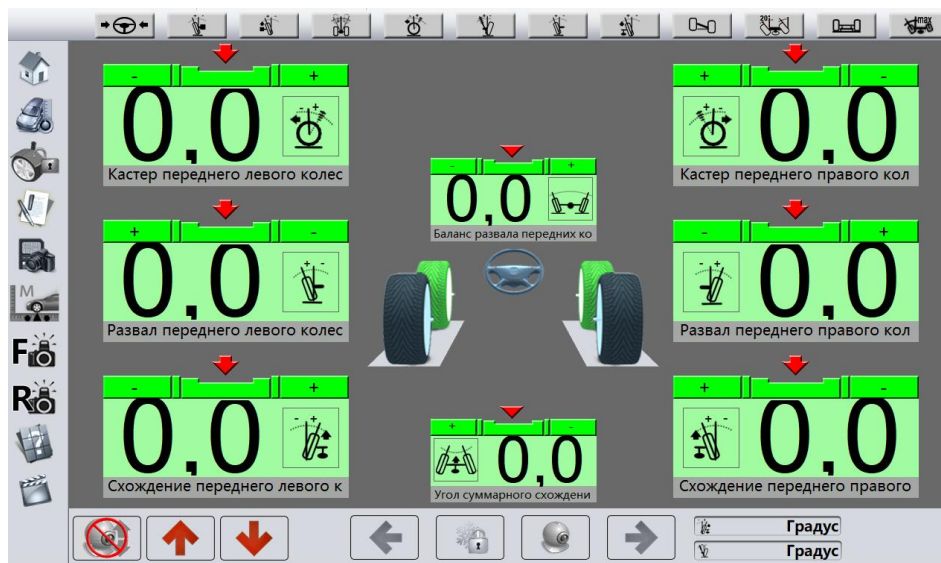 20°
max
- +
0,0
Кастер переднего левого колес
+ -
0,0
Кастер переднего правого кол
- +
0,0
Баланс развала передних ко
+ -
0,0
Развал переднего левого колес
- +
0,0
Развал переднего правого кол
M
F
R
- +
0,0
Схождение переднего левого к
+ -
0,0
Угол суммарного схождени
+ -
0,0
Схождение переднего правого
Градус
Градус